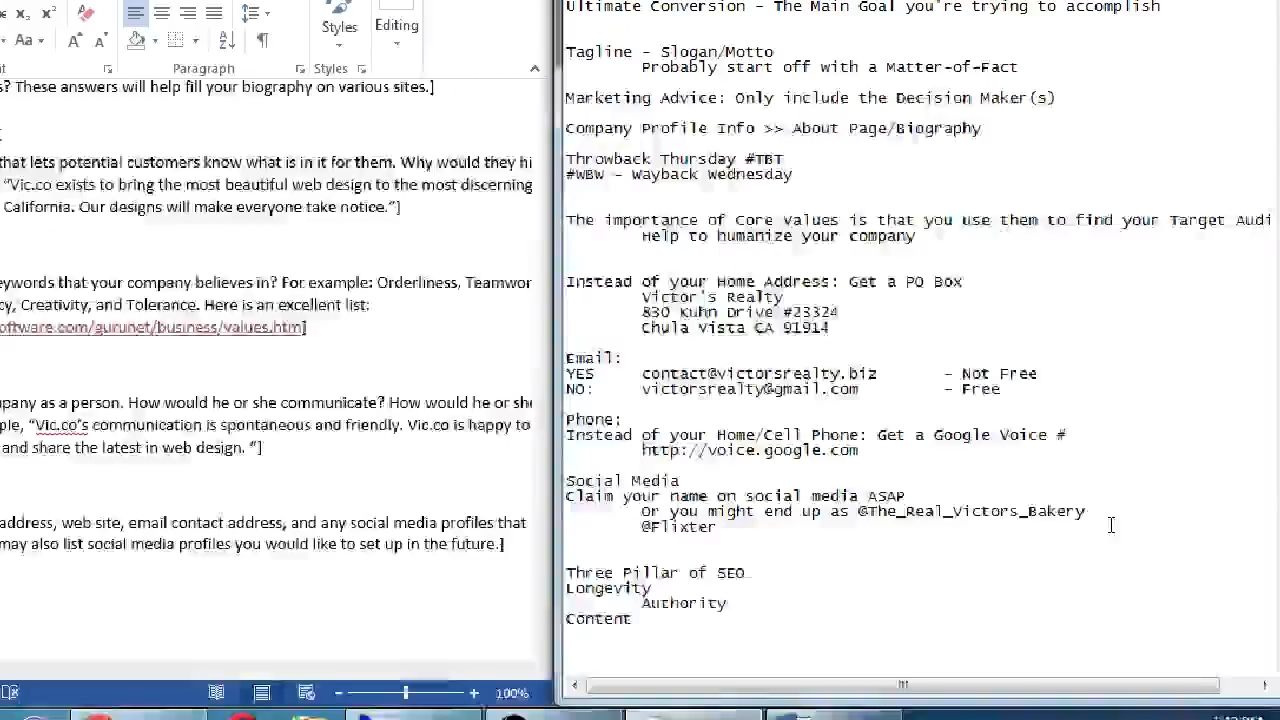 Aa
A
A
Paragraph
Styles
Styles
Editing
s? These answers will help fill your biography on various sites.]
that lets potential customers know what is in it for them. Why would they hi
"Vic.co exists to bring the most beautiful web design to the most discerning
California. Our designs will make everyone take notice."]
eywords that your company believes in? For example: Orderliness, Teamwor
cy, Creativity, and Tolerance. Here is an excellent list:
oftware.com/gurunet/business/values.htm]
npany as a person. How would he or she communicate? How would he or she
ple, "Vic.co's communication is spontaneous and friendly. Vic.co is happy to
and share the latest in web design. "]
address, web site, email contact address, and any social media profiles that
may also list social media profiles you would like to set up in the future.]
100%
Ultimate Conversion - The Main Goal you're trying to accomplish
Tagline - Slogan/Motto
Probably start off with a Matter-of-Fact
Marketing Advice: Only include the Decision Maker(s)
Company Profile Info >> About Page/Biography
Throwback Thursday #TBT
#WBW - Wayback Wednesday
The importance of Core Values is that you use them to find your Target Audi
Help to humanize your company
Instead of your Home Address: Get a PO Box
Victor's Realty
830 Kuhn Drive #23324
Chula Vista CA 91914
Email:
YES contact@victorsrealty.biz - Not Free
NO: victorsrealty@gmail.com - Free
Phone:
Instead of your Home/Cell Phone: Get a Google Voice #
http://voice.google.com
Social Media
Claim your name on social media ASAP
Or you might end up as @The_Real_Victors_Bakery
@Flixter
Three Pillar of SEO
Longevity
Authority
Content